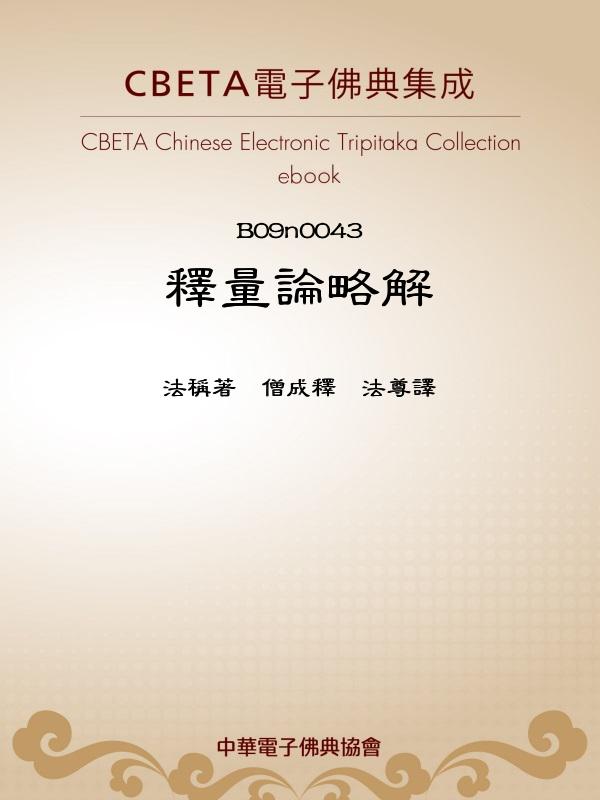 CBETA電子佛典集成
CBETA Chinese Electronic Tripitaka Collection
ebook
B09n0043
釋量論略解
法稱著　僧成釋　法尊譯
中華電子佛典協會